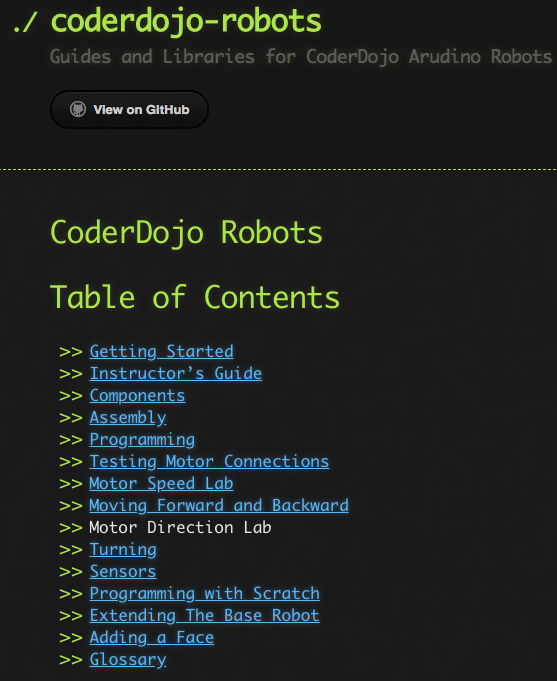 ./ coderdojo-robots
Guides and Libraries for CoderDojo Arudino Robots
View on GitHub
CoderDojo Robots
Table of Contents
>> Getting Started
>> Instructor’s Guide
>> Components
>> Assembly
>> Programming
>> Testing Motor Connections
>> Motor Speed Lab
>> Moving Forward and Backward
>> Motor Direction Lab
>> Turning
>> Sensors
>> Programming with Scratch
>> Extending The Base Robot
>> Adding a Face
>> Glossary